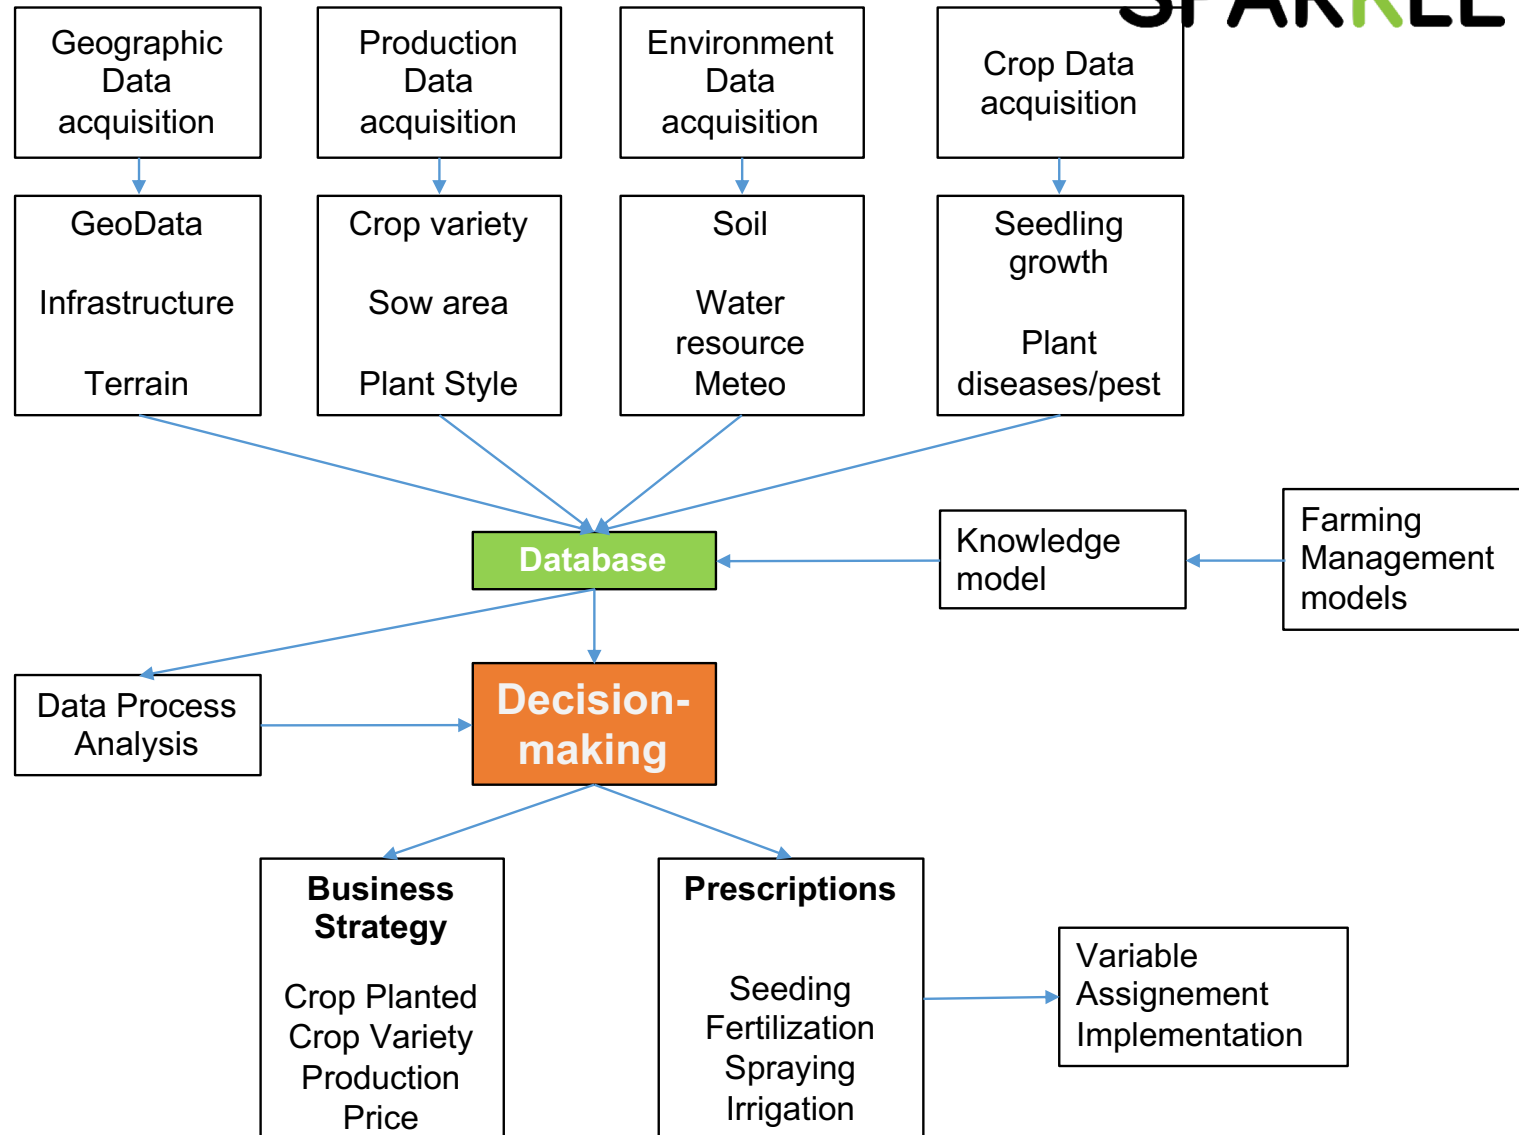 SPARKLE
Geographic
Data
acquisition
Production
Data
acquisition
Environment
Data
acquisition
Crop Data
acquisition
GeoData
Infrastructure
Terrain
Crop variety
Sow area
Plant Style
Soil
Water
resource
Meteo
Seedling
growth
Plant
diseases/pest
Database
Knowledge
model
Farming
Management
models
Data Process
Analysis
Decision-
making
Business
Strategy
Crop Planted
Crop Variety
Production
Price
Prescriptions
Seeding
Fertilization
Spraying
Irrigation
Variable
Assignement
Implementation